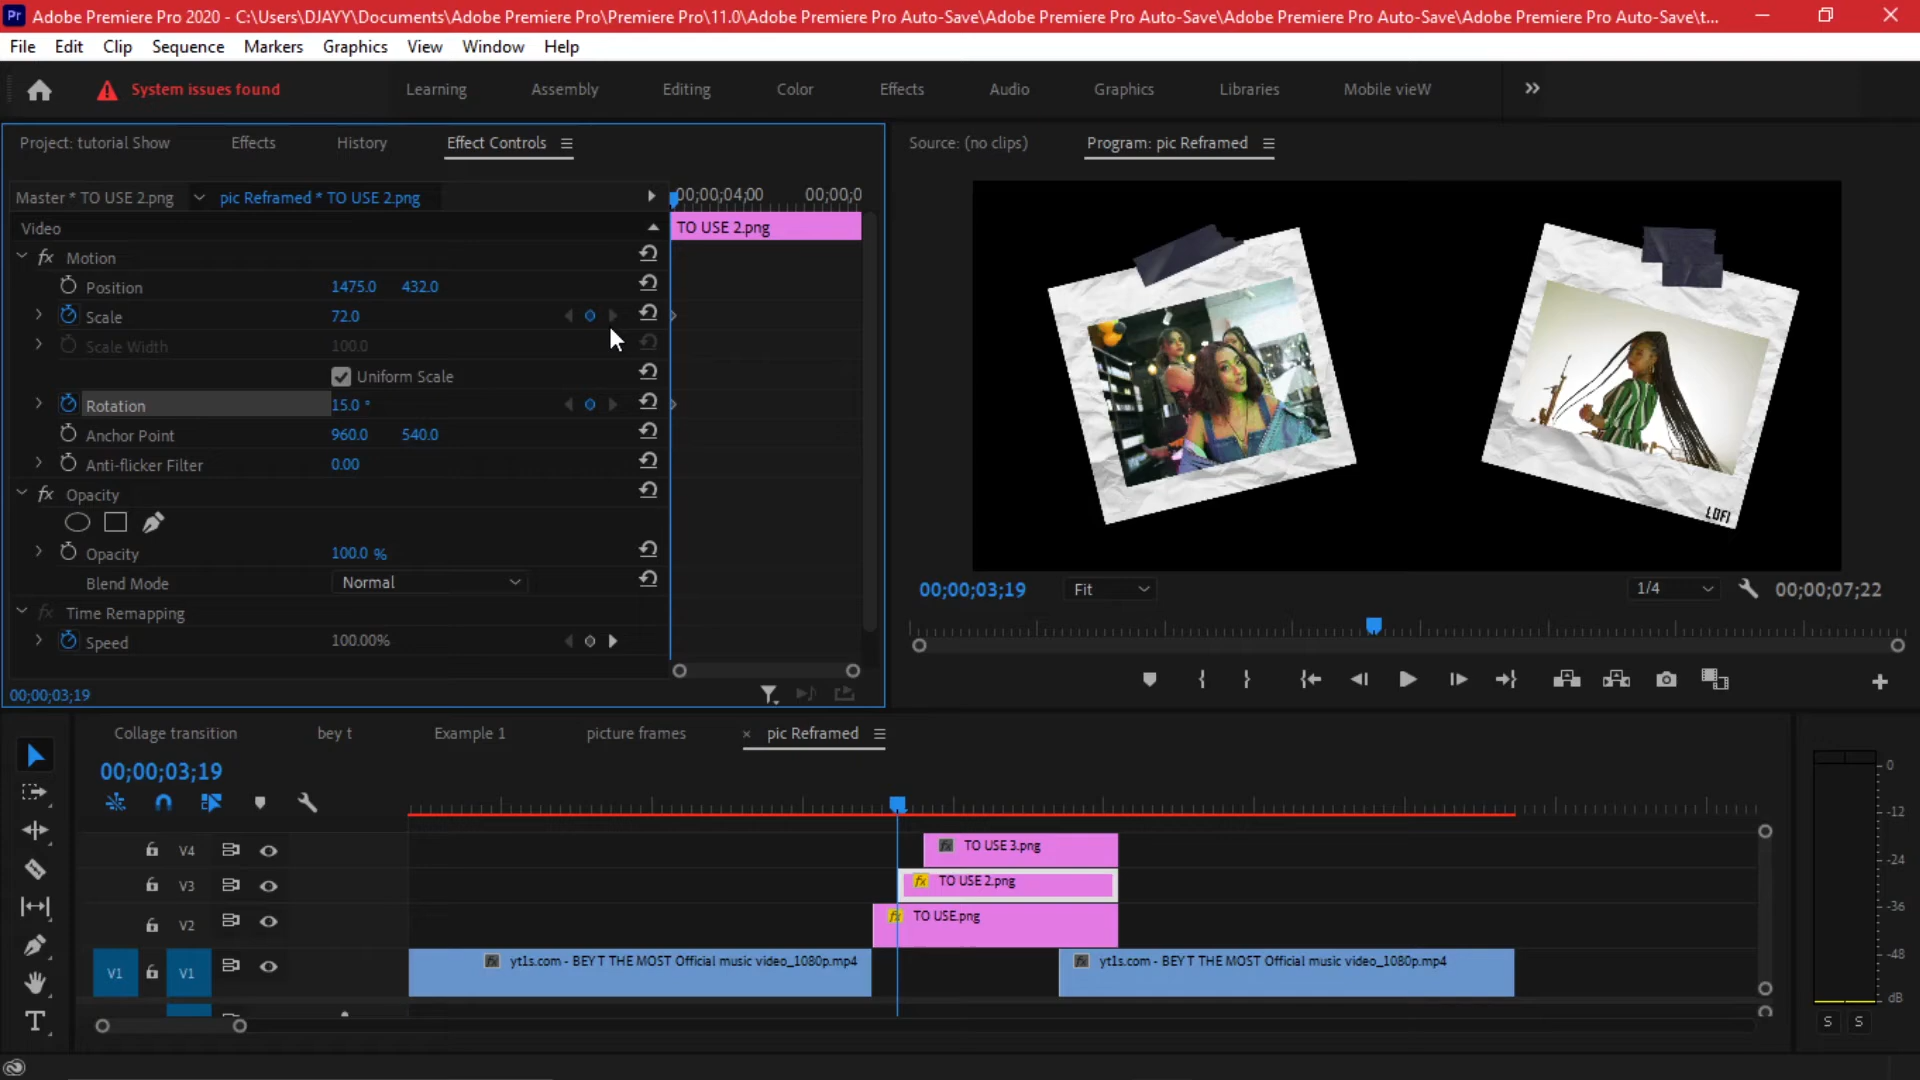 Adobe Premiere Pro 2020 - C:\Users\DJAYY\Documents\Adobe Premiere Pro\Premiere Pro\11.0\Adobe Premiere Pro Auto-Save\Adobe Premiere Pro Auto-Save\Adobe Premiere Pro Auto-Save\Adobe Premiere Pro Auto-Save\t...
File Edit Clip Sequence Markers Graphics View Window Help
System issues found Learning Assembly Editing Color Effects Audio Graphics Libraries Mobile vieW
Project: tutorial Show Effects History Effect Controls
Source: (no clips) Program: pic Reframed
Master * TO USE 2.png pic Reframed * TO USE 2.png
00;00;04;00 00;00;0
Video
TO USE 2.png
fx Motion
Position 1475.0 432.0
Scale 72.0
Scale Width 100.0
Uniform Scale
Rotation 15.0 °
Anchor Point 960.0 540.0
Anti-flicker Filter 0.00
fx Opacity
Opacity 100.0 %
Blend Mode Normal
fx Time Remapping
Speed 100.00%
00;00;03;19
LOFI
00;00;03;19 Fit 1/4 00;00;07;22
Collage transition bey t Example 1 picture frames × pic Reframed
00;00;03;19
V4 fx TO USE 3.png
V3 fx TO USE 2.png
V2 fx TO USE.png
V1 V1 fx yt1s.com - BEY T THE MOST Official music video_1080p.mp4 fx yt1s.com - BEY T THE MOST Official music video_1080p.mp4
0
-12
-24
-36
-48
dB
S S